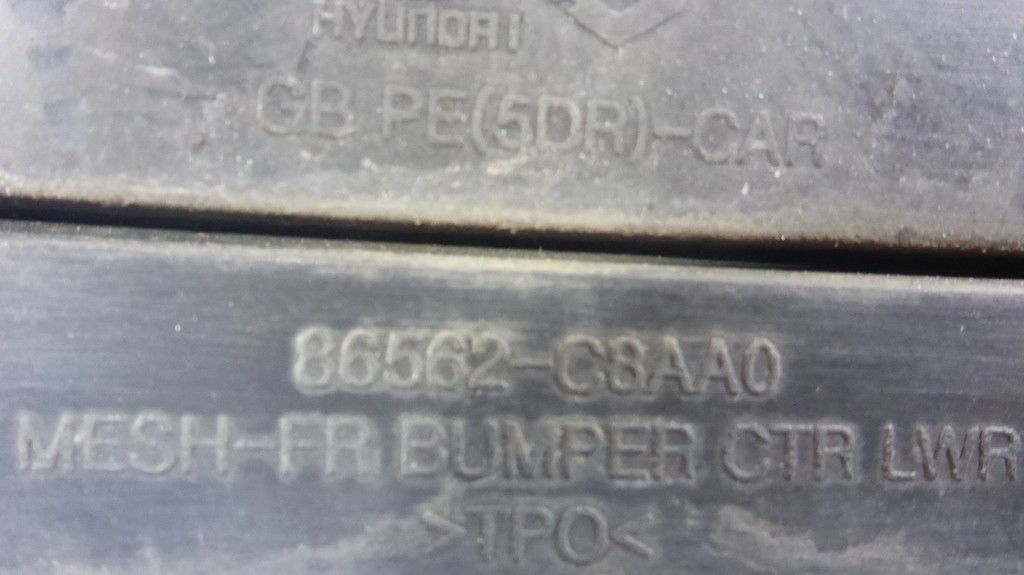 HYUNDAI
GB PE(5DR)-CAR
86562-C8AA0
MESH-FR BUMPER CTR LWR
>TPO<